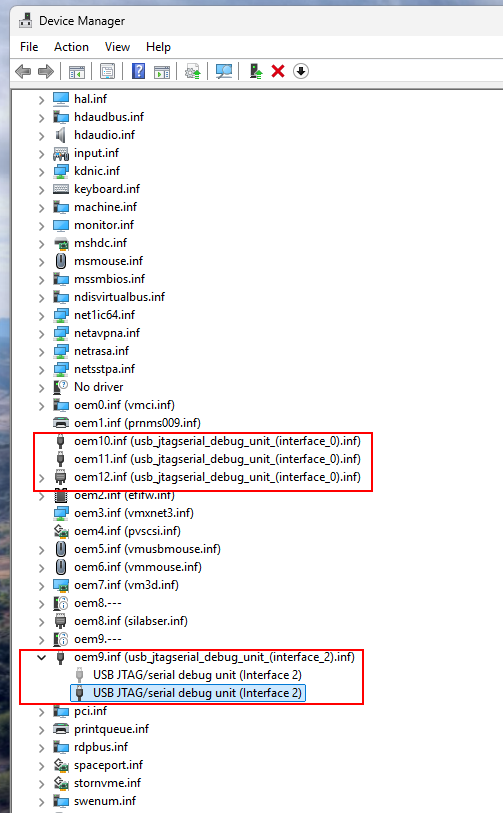 Device Manager
File Action View Help
hal.inf
hdaudbus.inf
hdaudio.inf
input.inf
kdnic.inf
keyboard.inf
machine.inf
monitor.inf
mshdc.inf
msmouse.inf
mssmbios.inf
ndisvirtualbus.inf
net1ic64.inf
netavpna.inf
netrasa.inf
netsstpa.inf
No driver
oem0.inf (vmci.inf)
oem1.inf (prnms009.inf)
oem10.inf (usb_jtagserial_debug_unit_(interface_0).inf)
oem11.inf (usb_jtagserial_debug_unit_(interface_0).inf)
oem12.inf (usb_jtagserial_debug_unit_(interface_0).inf)
oem2.inf (efifw.inf)
oem3.inf (vmxnet3.inf)
oem4.inf (pvscsi.inf)
oem5.inf (vmusbmouse.inf)
oem6.inf (vmmouse.inf)
oem7.inf (vm3d.inf)
oem8.---
oem8.inf (silabser.inf)
oem9.---
oem9.inf (usb_jtagserial_debug_unit_(interface_2).inf)
USB JTAG/serial debug unit (Interface 2)
USB JTAG/serial debug unit (Interface 2)
pci.inf
printqueue.inf
rdpbus.inf
spaceport.inf
stornvme.inf
swenum.inf